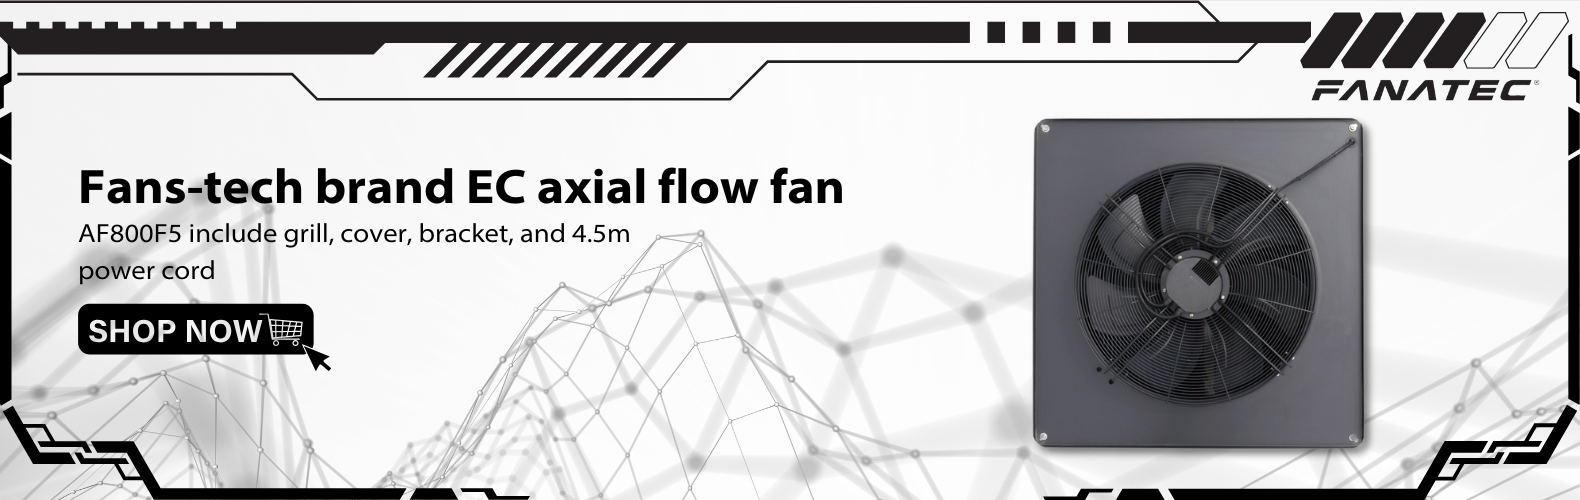 FANATEC®
Fans-tech brand EC axial flow fan
AF800F5 include grill, cover, bracket, and 4.5m
power cord
SHOP NOW